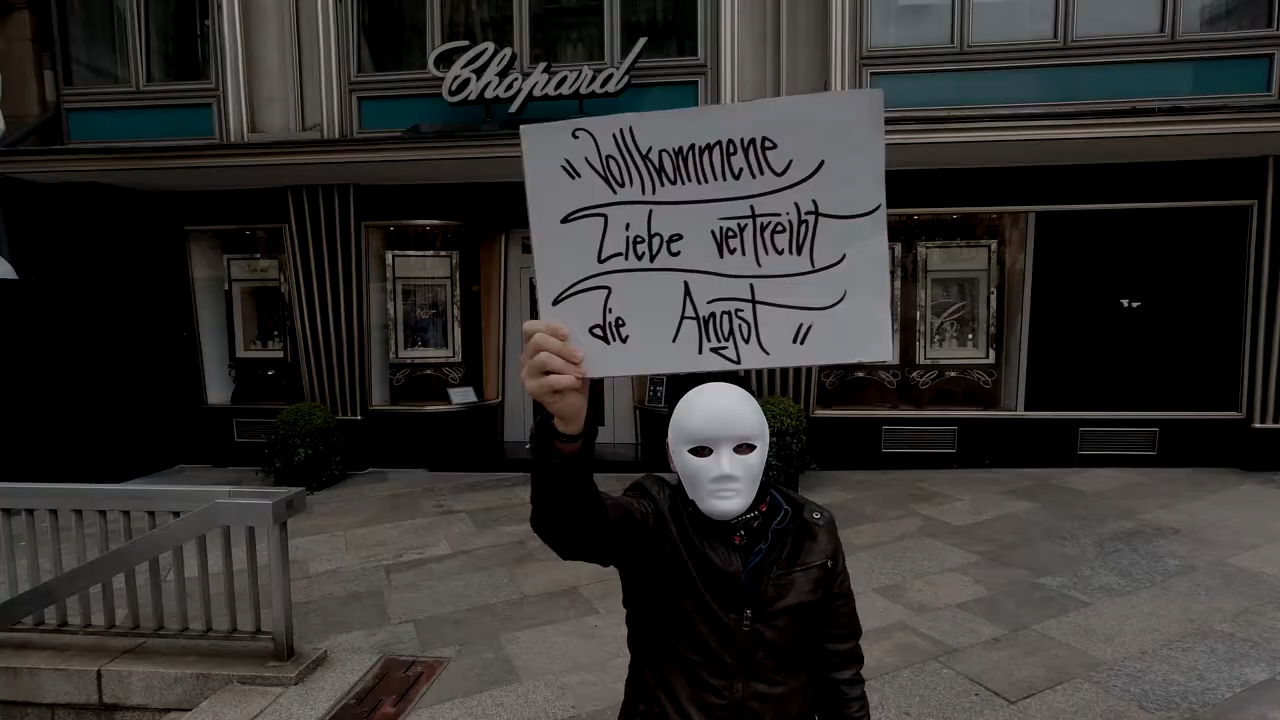 Chopard
"Vollkommene
Liebe vertreibt
die Angst"